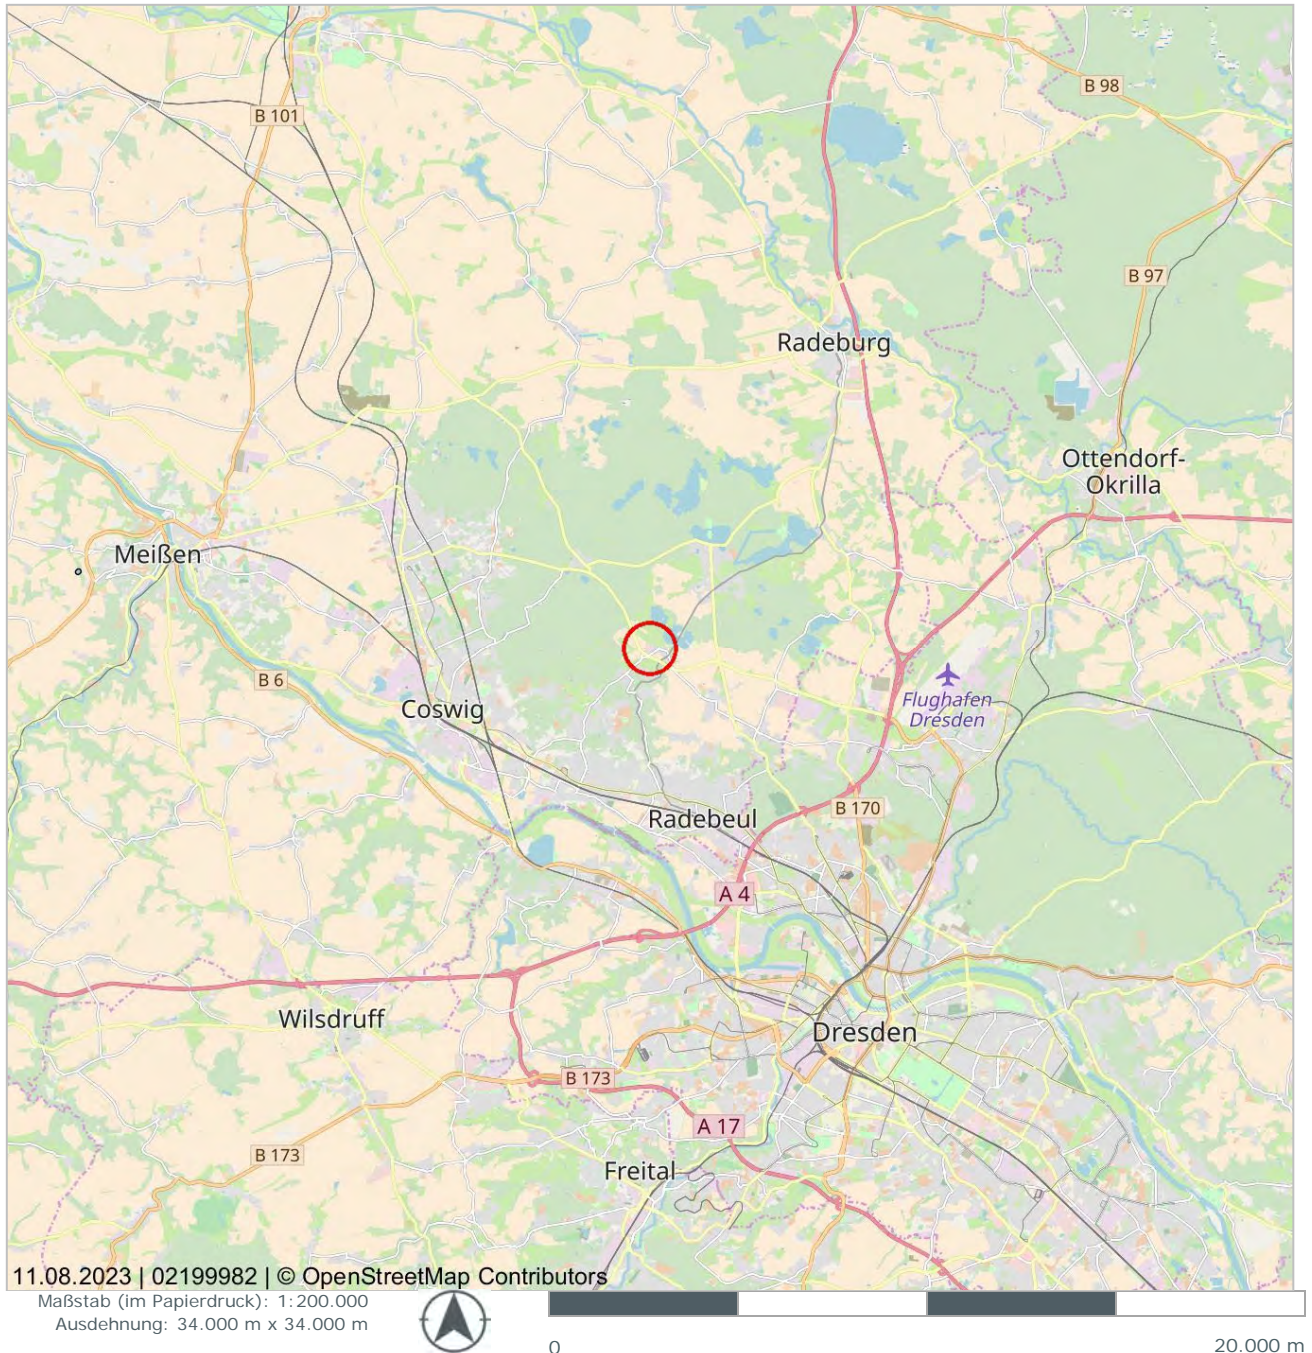 B 101
B 98
B 97
Radeburg
Ottendorf-
Okrilla
Meißen
B 6
Coswig
Flughafen
Dresden
B 170
Radebeul
A 4
Wilsdruff
Dresden
B 173
A 17
B 173
Freital
11.08.2023 | 02199982 | © OpenStreetMap Contributors
Maßstab (im Papierdruck): 1:200.000
Ausdehnung: 34.000 m x 34.000 m
0
20.000 m